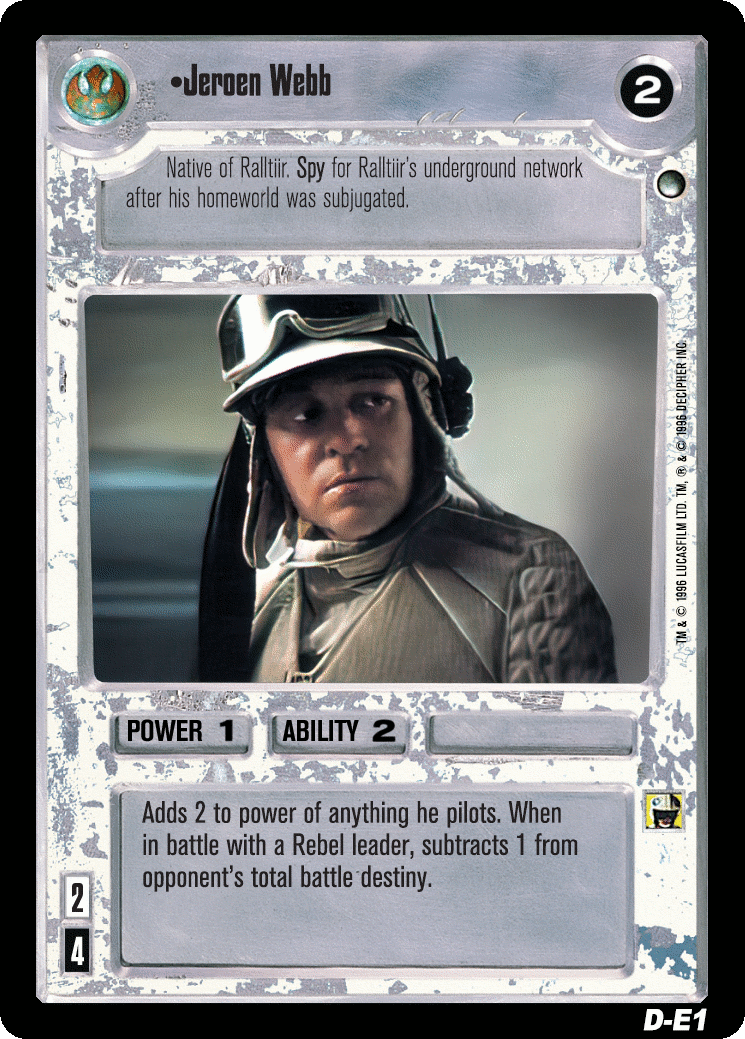 •Jeroen Webb
2
Native of Ralltiir. Spy for Ralltiir's underground network
after his homeworld was subjugated.
TM & © 1996 LUCASFILM LTD. TM, ® & © 1996 DECIPHER INC.
POWER 1
ABILITY 2
Adds 2 to power of anything he pilots. When
in battle with a Rebel leader, subtracts 1 from
opponent's total battle destiny.
2
4
D-E1